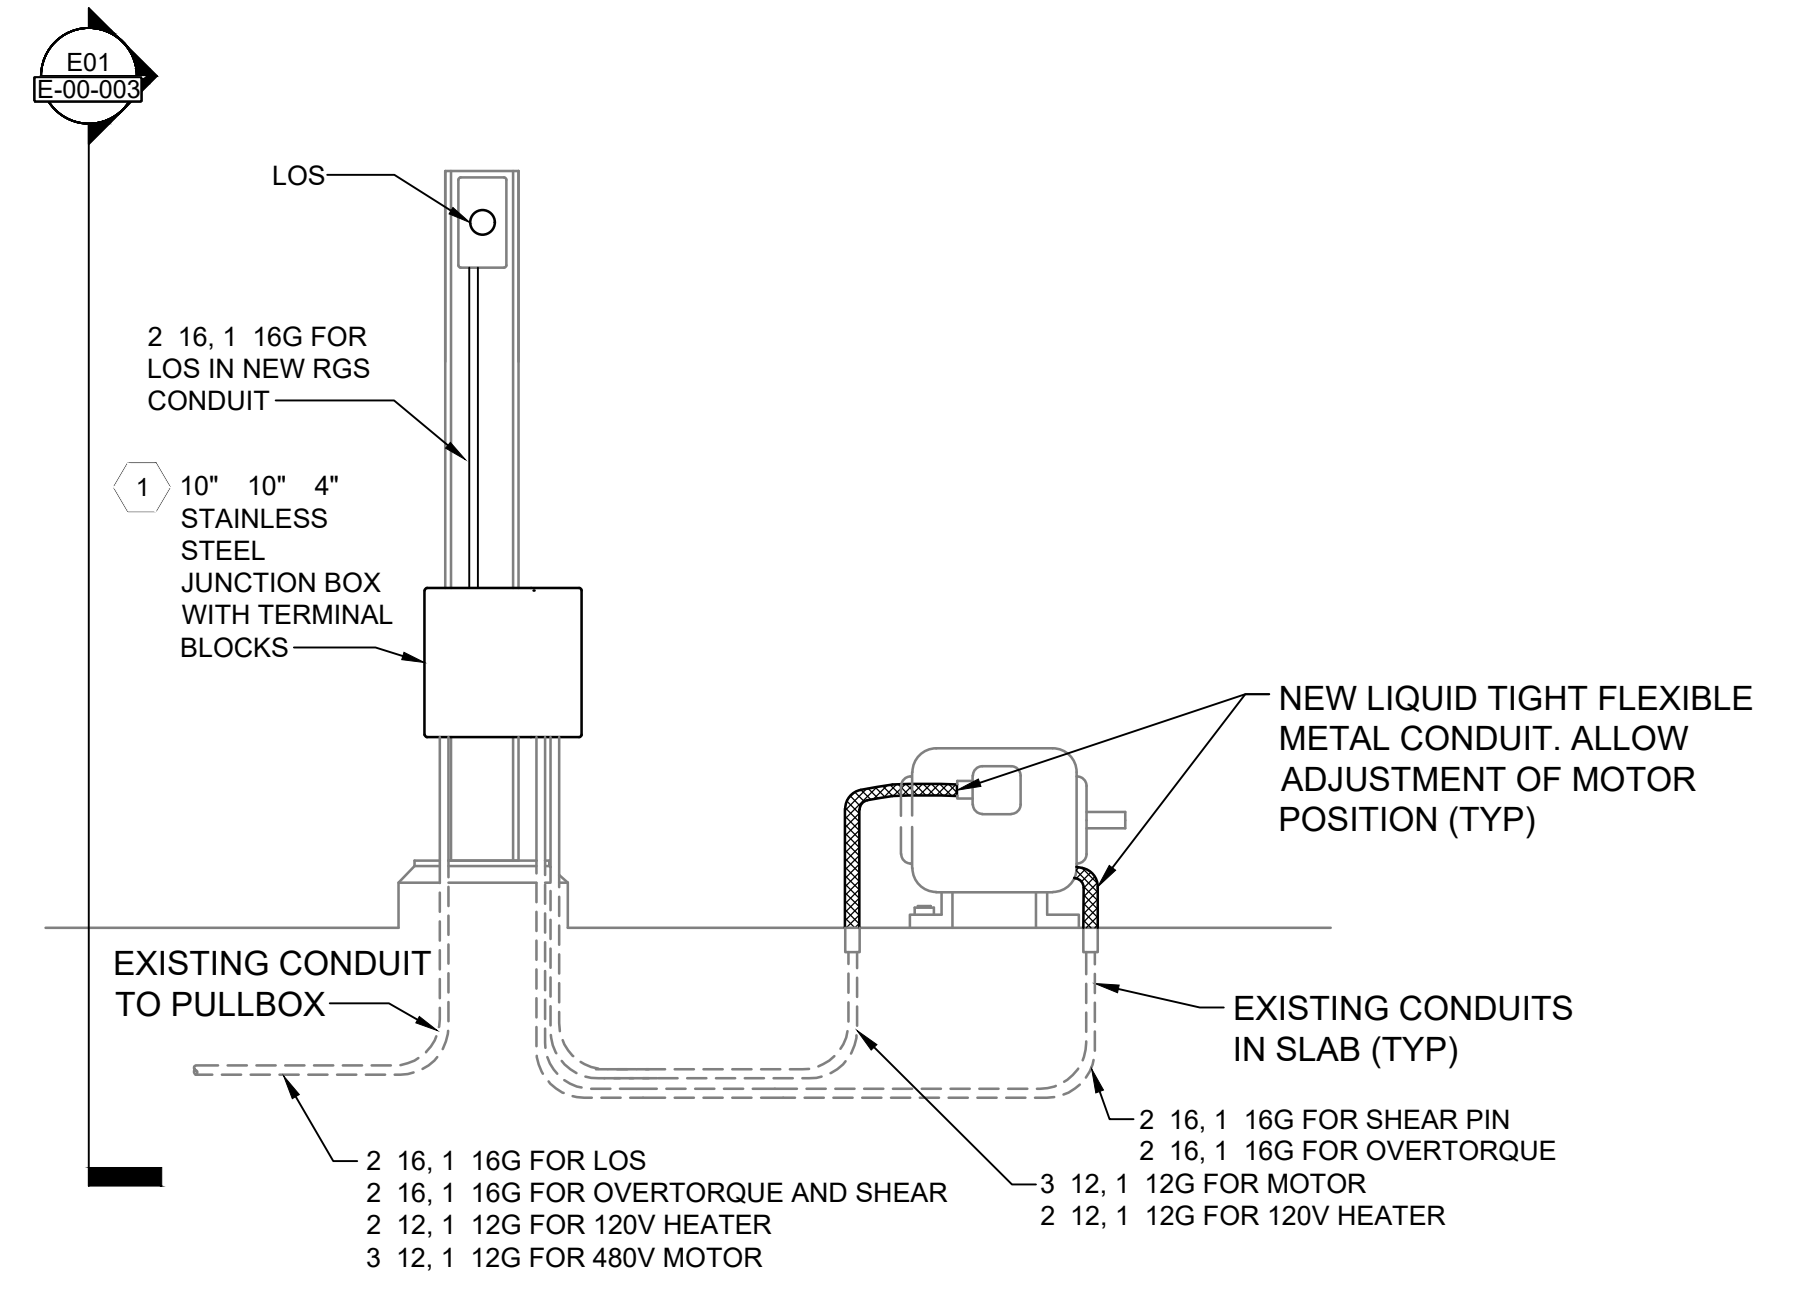 E01
E-00-003
LOS
2 16, 1 16G FOR
LOS IN NEW RGS
CONDUIT
1
10" 10" 4"
STAINLESS
STEEL
JUNCTION BOX
WITH TERMINAL
BLOCKS
NEW LIQUID TIGHT FLEXIBLE
METAL CONDUIT. ALLOW
ADJUSTMENT OF MOTOR
POSITION (TYP)
EXISTING CONDUIT
TO PULLBOX
EXISTING CONDUITS
IN SLAB (TYP)
2 16, 1 16G FOR SHEAR PIN
2 16, 1 16G FOR OVERTORQUE
3 12, 1 12G FOR MOTOR
2 12, 1 12G FOR 120V HEATER
2 16, 1 16G FOR LOS
2 16, 1 16G FOR OVERTORQUE AND SHEAR
2 12, 1 12G FOR 120V HEATER
3 12, 1 12G FOR 480V MOTOR